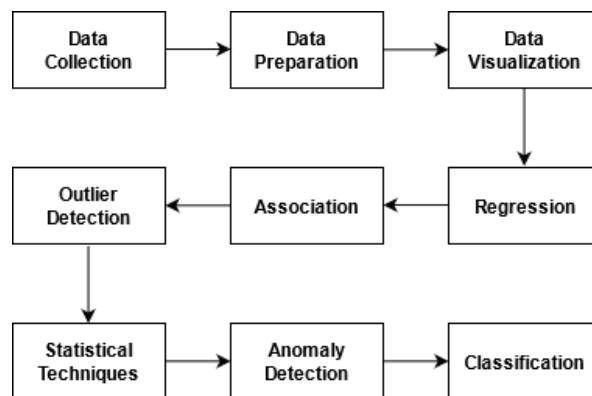 Data
Collection
Data
Preparation
Data
Visualization
Outlier
Detection
Association
Regression
Statistical
Techniques
Anomaly
Detection
Classification